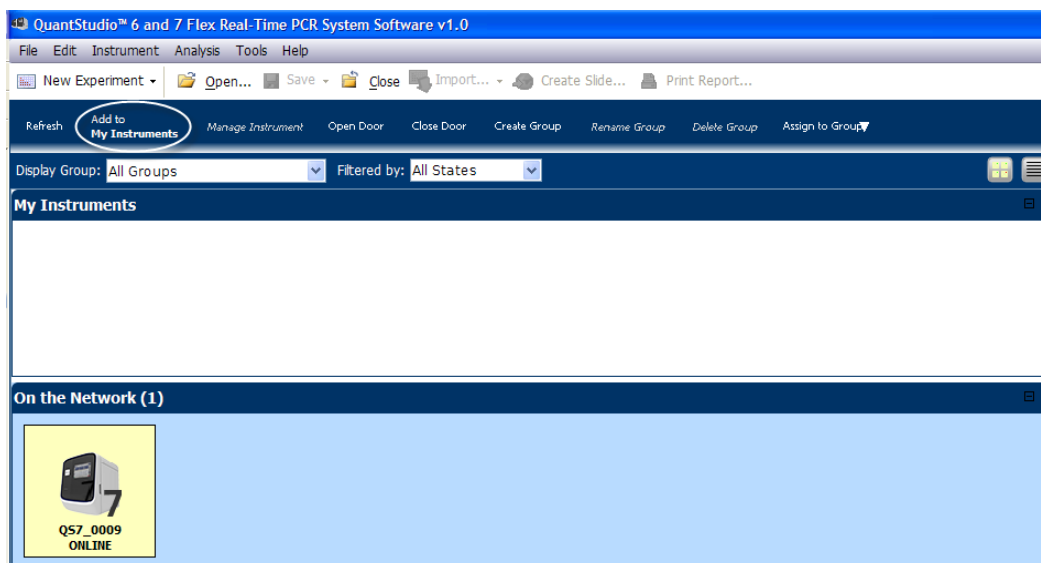 QuantStudio™ 6 and 7 Flex Real-Time PCR System Software v1.0
File Edit Instrument Analysis Tools Help
New Experiment Open... Save Close Import... Create Slide... Print Report...
Refresh Add to My Instruments Manage Instrument Open Door Close Door Create Group Rename Group Delete Group Assign to Group
Display Group: All Groups Filtered by: All States
My Instruments
On the Network (1)
7
QS7_0009
ONLINE